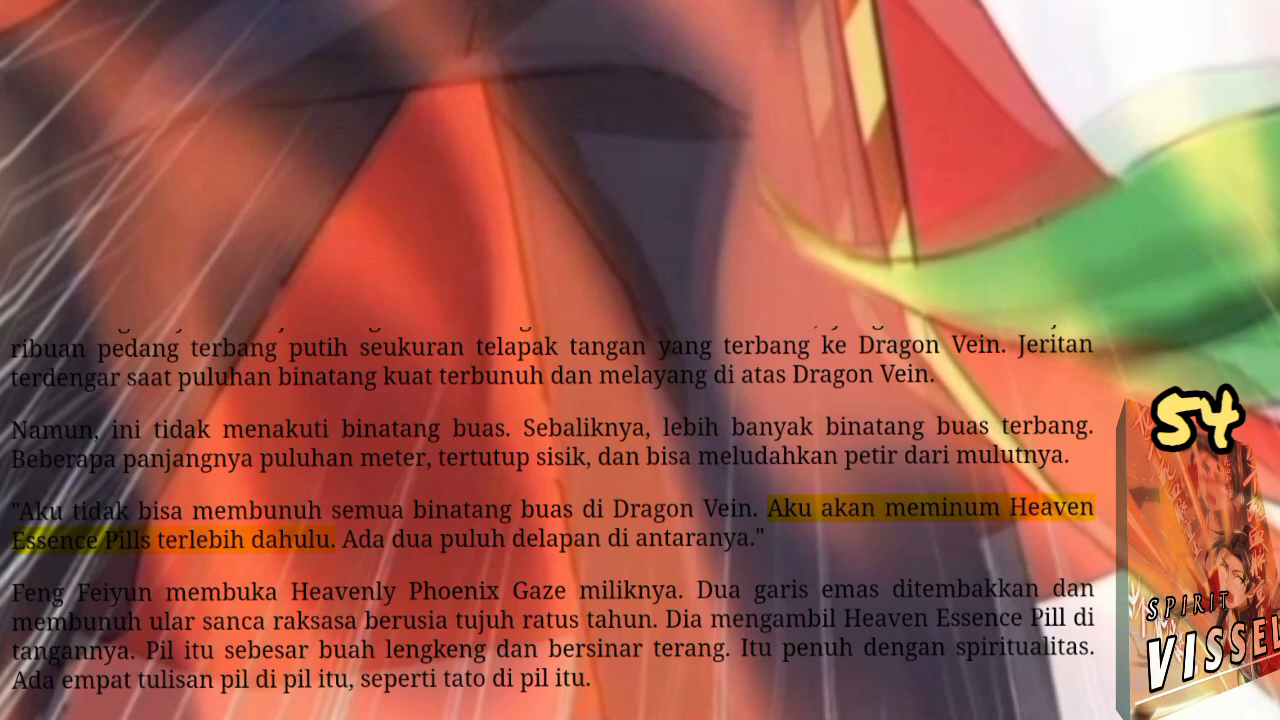 ribuan pedang terbang putih seukuran telapak tangan yang terbang ke Dragon Vein. Jeritan
terdengar saat puluhan binatang kuat terbunuh dan melayang di atas Dragon Vein.
Namun, ini tidak menakuti binatang buas. Sebaliknya, lebih banyak binatang buas terbang.
Beberapa panjangnya puluhan meter, tertutup sisik, dan bisa meludahkan petir dari mulutnya.
"Aku tidak bisa membunuh semua binatang buas di Dragon Vein. Aku akan meminum Heaven
Essence Pills terlebih dahulu. Ada dua puluh delapan di antaranya."
Feng Feiyun membuka Heavenly Phoenix Gaze miliknya. Dua garis emas ditembakkan dan
membunuh ular sanca raksasa berusia tujuh ratus tahun. Dia mengambil Heaven Essence Pill di
tangannya. Pil itu sebesar buah lengkeng dan bersinar terang. Itu penuh dengan spiritualitas.
Ada empat tulisan pil di pil itu, seperti tato di pil itu.
54
SPIRIT
VISSEL